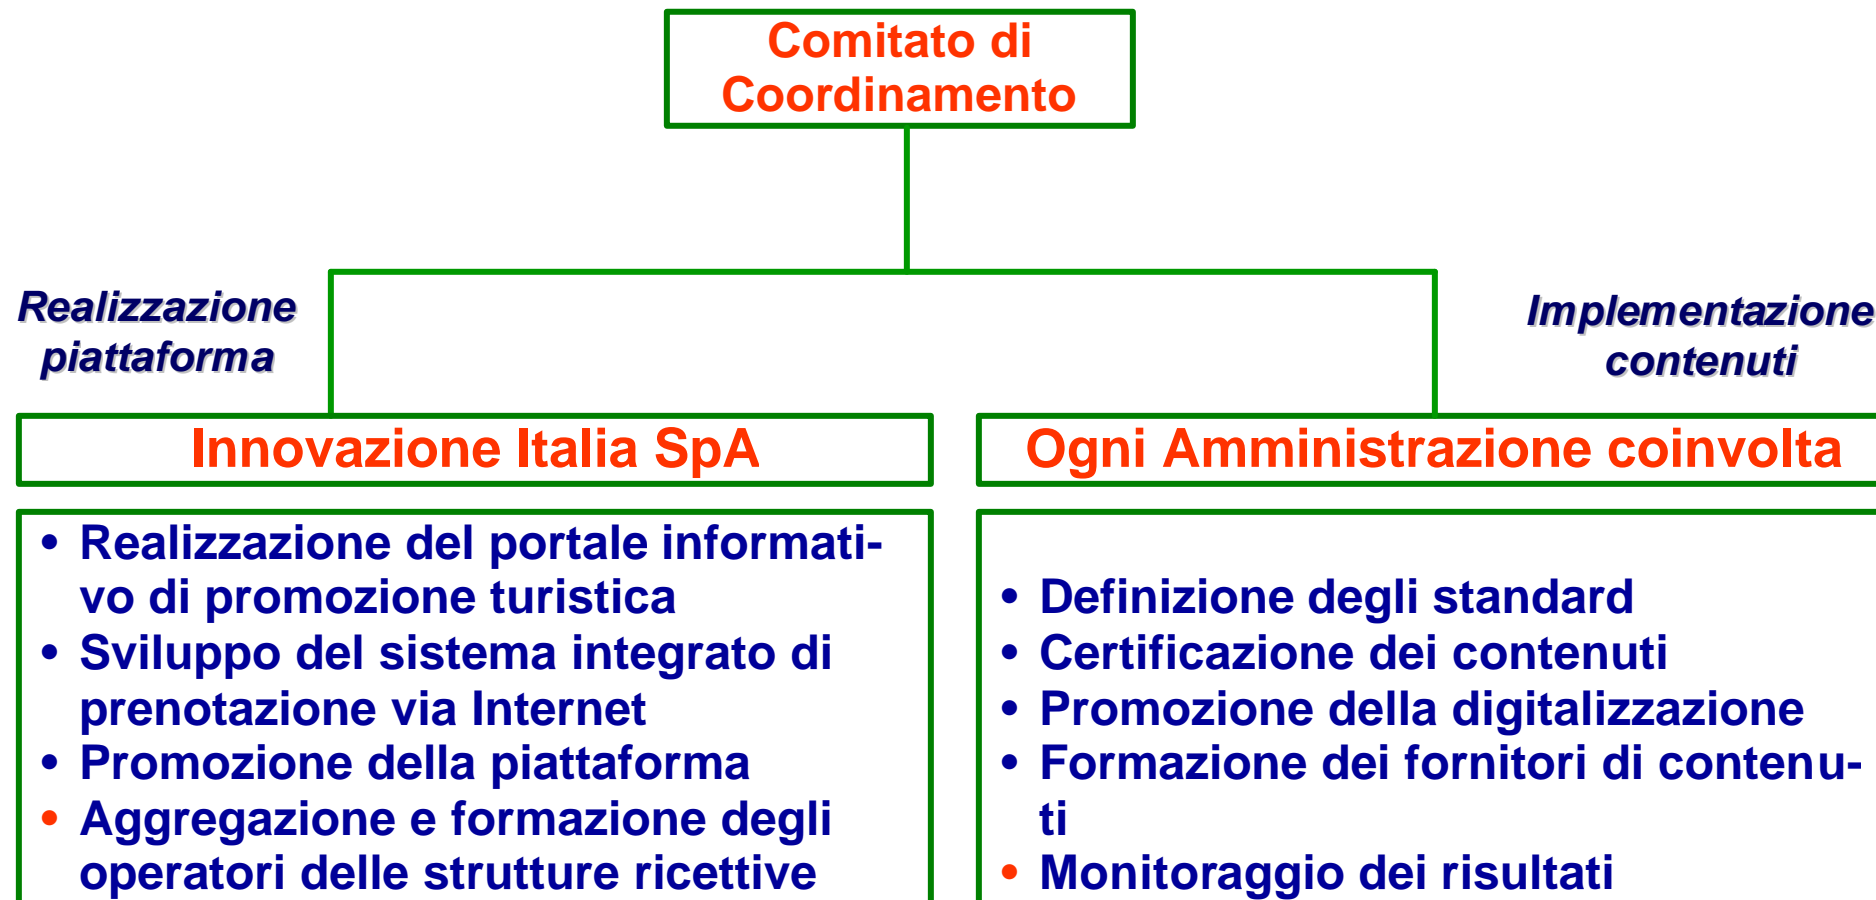 Comitato di
Coordinamento
Realizzazione
piattaforma
Implementazione
contenuti
Innovazione Italia SpA
Ogni Amministrazione coinvolta
• Realizzazione del portale informati-
vo di promozione turistica
• Sviluppo del sistema integrato di
prenotazione via Internet
• Promozione della piattaforma
• Aggregazione e formazione degli
operatori delle strutture ricettive
• Definizione degli standard
• Certificazione dei contenuti
• Promozione della digitalizzazione
• Formazione dei fornitori di contenu-
ti
• Monitoraggio dei risultati